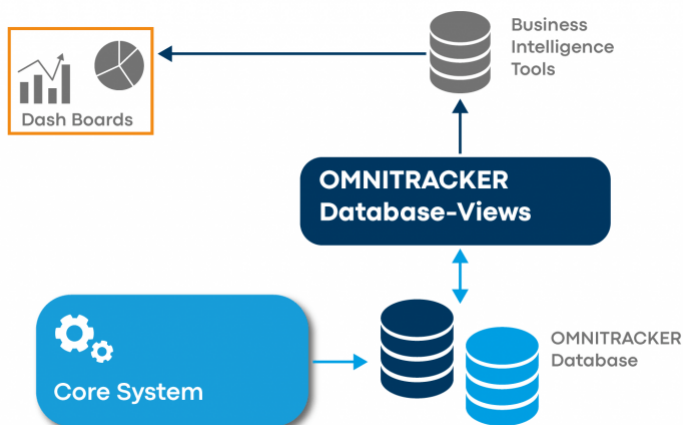 Business
Intelligence
Tools
Dash Boards
OMNITRACKER
Database-Views
OMNITRACKER
Database
Core System